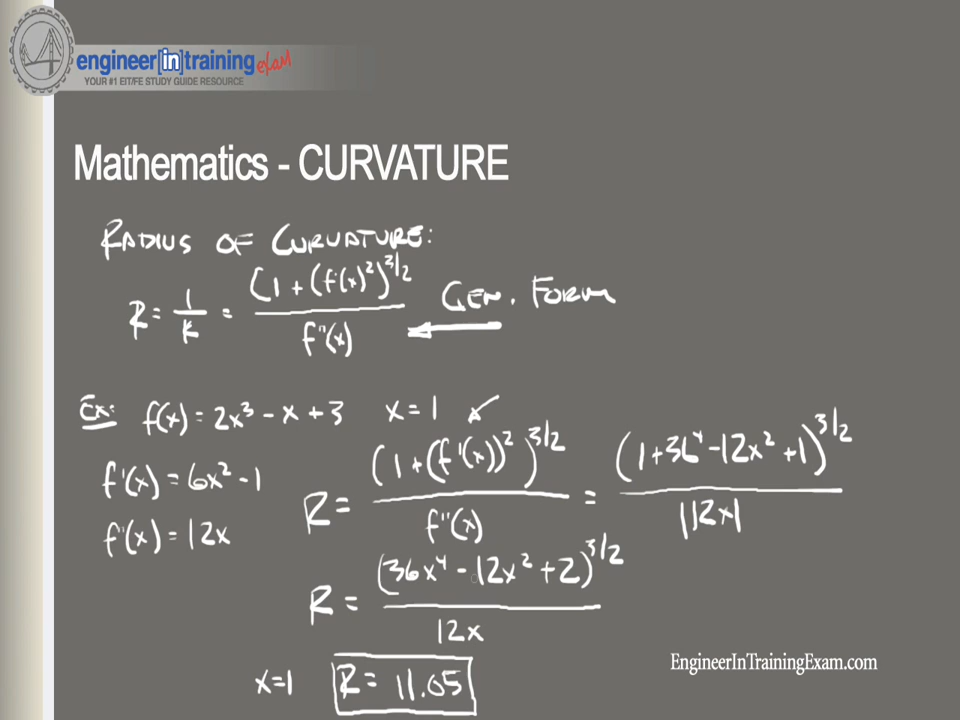 engineer[in]training exam
YOUR #1 EIT/FE STUDY GUIDE RESOURCE
Mathematics - CURVATURE
RADIUS OF CURVATURE:
R = 1/K = (1 + (f'(x)²)^3/2 / f''(x) GEN. FORM
Ex: f(x) = 2x³ - x + 3 x = 1 ✓
f'(x) = 6x² - 1
f'(x) = 12x
R = (1 + (f'(x))²)^3/2 / f''(x) = (1 + 36⁴ - 12x² + 1)^3/2 / |12x|
R = (36x⁴ - 12x² + 2)^3/2 / 12x
x=1 R = 11.05
EngineerInTrainingExam.com